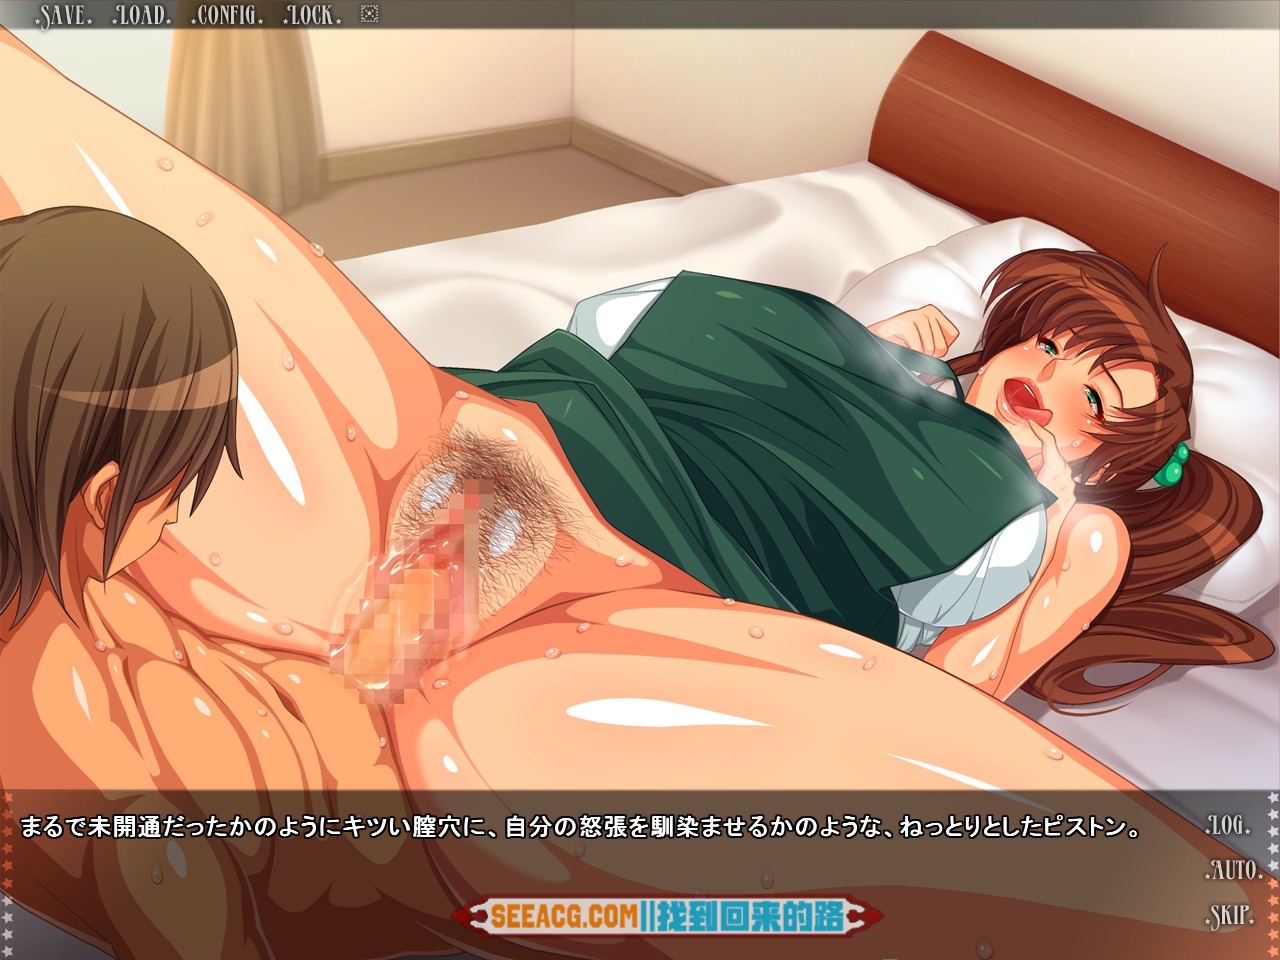 .SAVE. .LOAD. .CONFIG. .LOCK.
まるで未開通だったかのようにキツい膣穴に、自分の怒張を馴染ませるかのような、ねっとりとしたピストン。
.LOG.
.AUTO.
.SKIP.
SEEACG.COM||找到回来的路